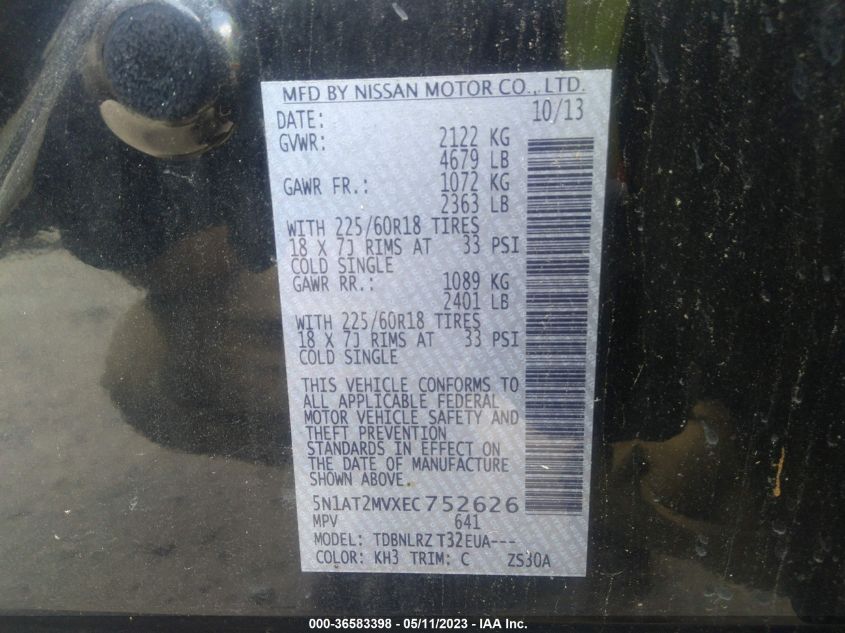 MFD BY NISSAN MOTOR CO., LTD.
DATE: 10/13
GVWR: 2122 KG
4679 LB
GAWR FR.: 1072 KG
2363 LB
WITH 225/60R18 TIRES
18 X 7J RIMS AT 33 PSI
COLD SINGLE
GAWR RR.: 1089 KG
2401 LB
WITH 225/60R18 TIRES
18 X 7J RIMS AT 33 PSI
COLD SINGLE
THIS VEHICLE CONFORMS TO
ALL APPLICABLE FEDERAL
MOTOR VEHICLE SAFETY AND
THEFT PREVENTION
STANDARDS IN EFFECT ON
THE DATE OF MANUFACTURE
SHOWN ABOVE.
5N1AT2MVXEC752626
MPV 641
MODEL: TDBNLRZ T32EUA---
COLOR: KH3 TRIM: C ZS30A
000-36583398 - 05/11/2023 - IAA Inc.